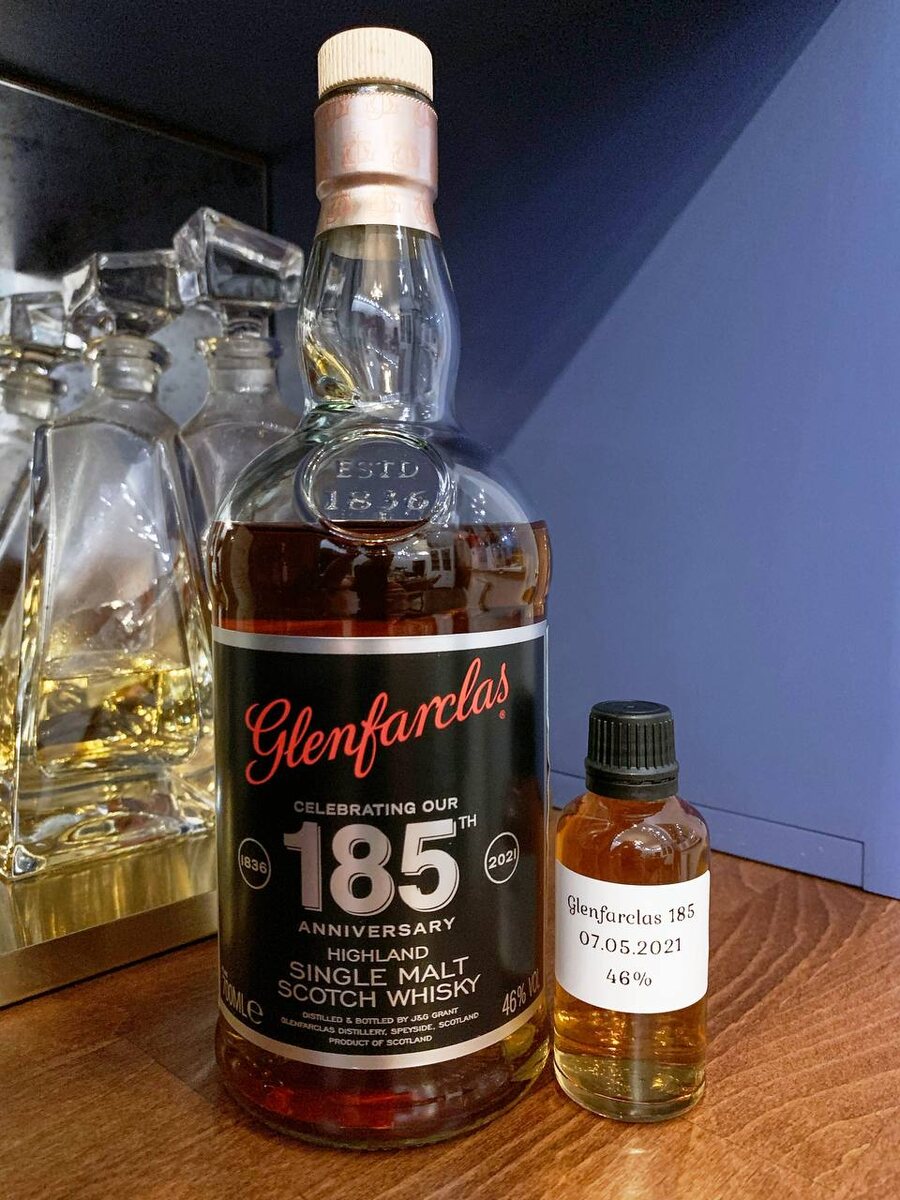 ESTD
1836
Glenfarclas®
CELEBRATING OUR
185TH
1836
2021
ANNIVERSARY
HIGHLAND
SINGLE MALT
SCOTCH WHISKY
700MLe
46% VOL
DISTILLED & BOTTLED BY J&G GRANT
GLENFARCLAS DISTILLERY, SPEYSIDE, SCOTLAND
PRODUCT OF SCOTLAND
Glenfarclas 185
07.05.2021
46%